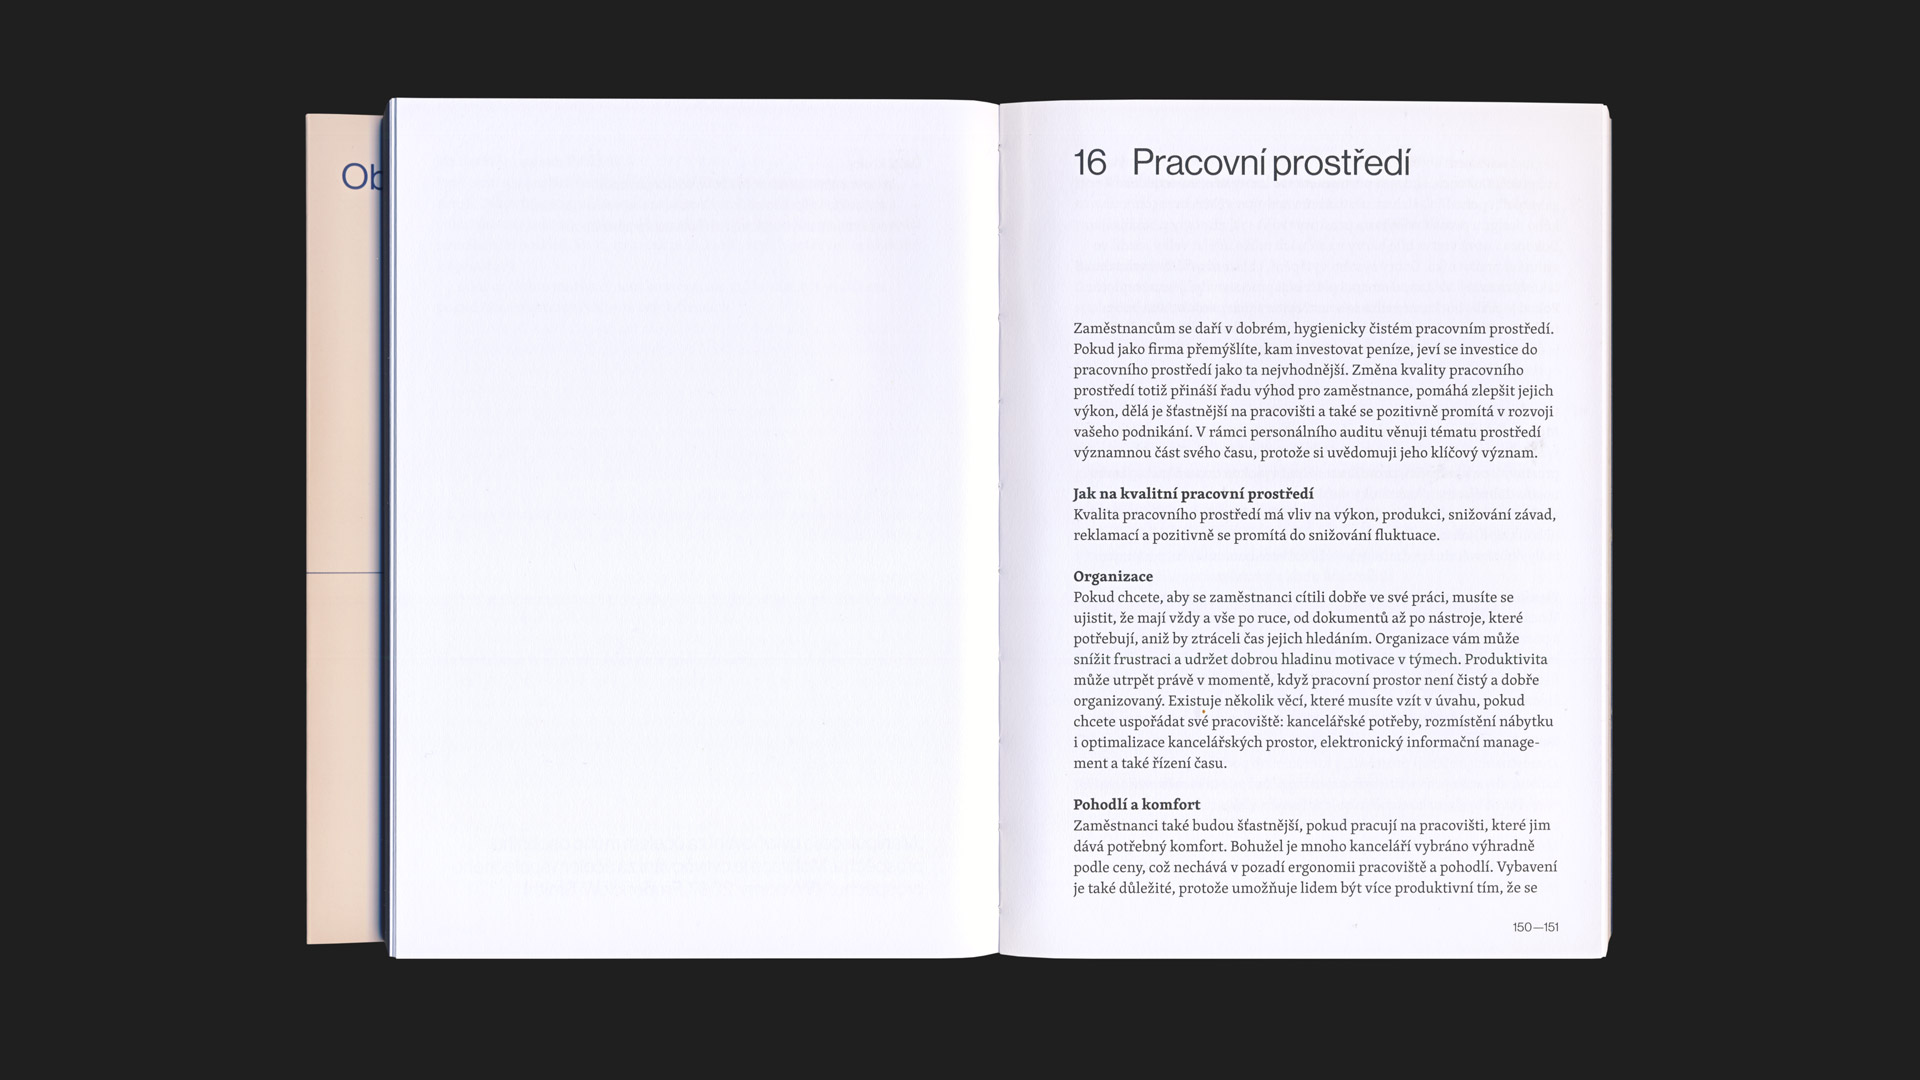 Ob
16 Pracovní prostředí
Zaměstnancům se daří v dobrém, hygienicky čistém pracovním prostředí.
Pokud jako firma přemýšlíte, kam investovat peníze, jeví se investice do
pracovního prostředí jako ta nejvhodnější. Změna kvality pracovního
prostředí totiž přináší řadu výhod pro zaměstnance, pomáhá zlepšit jejich
výkon, dělá je šťastnější na pracovišti a také se pozitivně promítá v rozvoji
vašeho podnikání. V rámci personálního auditu věnuji tématu prostředí
významnou část svého času, protože si uvědomuji jeho klíčový význam.
Jak na kvalitní pracovní prostředí
Kvalita pracovního prostředí má vliv na výkon, produkci, snižování závad,
reklamací a pozitivně se promítá do snižování fluktuace.
Organizace
Pokud chcete, aby se zaměstnanci cítili dobře ve své práci, musíte se
ujistit, že mají vždy a vše po ruce, od dokumentů až po nástroje, které
potřebují, aniž by ztráceli čas jejich hledáním. Organizace vám může
snížit frustraci a udržet dobrou hladinu motivace v týmech. Produktivita
může utrpět právě v momentě, když pracovní prostor není čistý a dobře
organizovaný. Existuje několik věcí, které musíte vzít v úvahu, pokud
chcete uspořádat své pracoviště: kancelářské potřeby, rozmístění nábytku
i optimalizace kancelářských prostor, elektronický informační manage-
ment a také řízení času.
Pohodlí a komfort
Zaměstnanci také budou šťastnější, pokud pracují na pracovišti, které jim
dává potřebný komfort. Bohužel je mnoho kanceláří vybráno výhradně
podle ceny, což nechává v pozadí ergonomii pracoviště a pohodlí. Vybavení
je také důležité, protože umožňuje lidem být více produktivní tím, že se
150—151